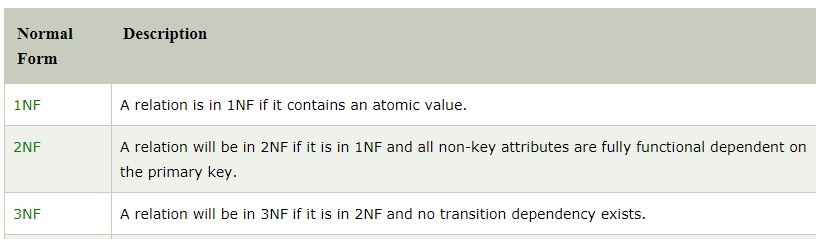 Normal Form
Description
1NF
A relation is in 1NF if it contains an atomic value.
2NF
A relation will be in 2NF if it is in 1NF and all non-key attributes are fully functional dependent on
the primary key.
3NF
A relation will be in 3NF if it is in 2NF and no transition dependency exists.